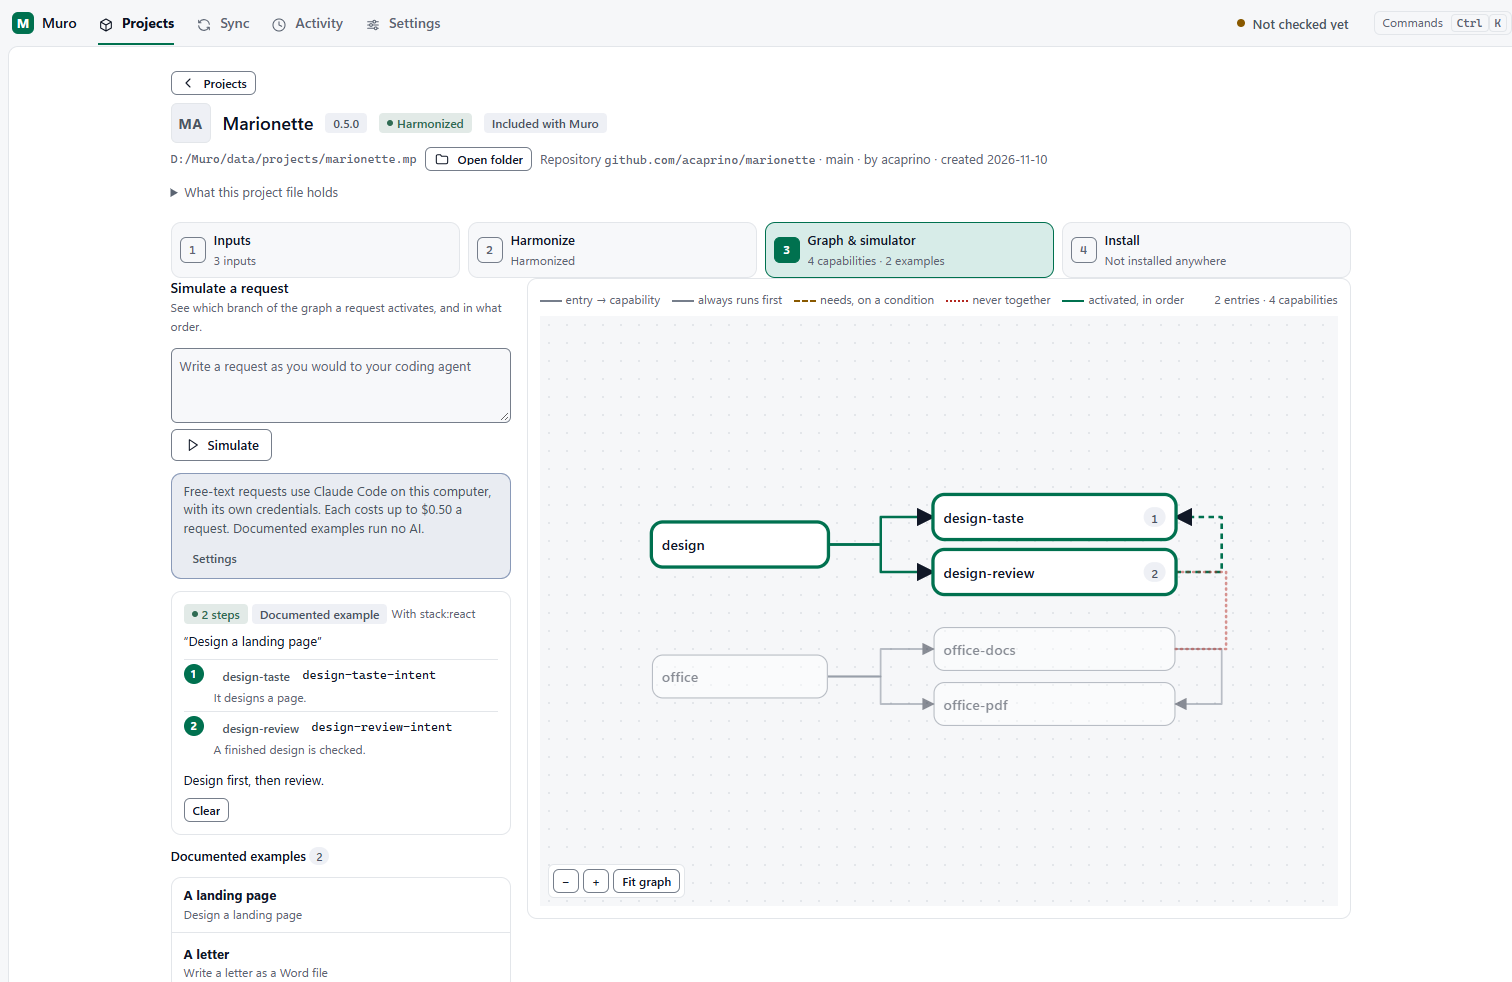 M Muro Projects Sync Activity Settings Not checked yet Commands Ctrl K
Projects
MA Marionette 0.5.0 Harmonized Included with Muro
D:/Muro/data/projects/marionette.mp Open folder Repository github.com/acaprino/marionette · main · by acaprino · created 2026-11-10
What this project file holds
1 Inputs
3 inputs
2 Harmonize
Harmonized
3 Graph & simulator
4 capabilities · 2 examples
4 Install
Not installed anywhere
Simulate a request
See which branch of the graph a request activates, and in what
order.
Write a request as you would to your coding agent
Simulate
Free-text requests use Claude Code on this computer,
with its own credentials. Each costs up to $0.50 a
request. Documented examples run no AI.
Settings
2 steps Documented example With stack:react
“Design a landing page”
1 design-taste design-taste-intent
It designs a page.
2 design-review design-review-intent
A finished design is checked.
Design first, then review.
Clear
Documented examples 2
A landing page
Design a landing page
A letter
Write a letter as a Word file
entry → capability always runs first needs, on a condition never together activated, in order 2 entries · 4 capabilities
design
design-taste 1
design-review 2
office
office-docs
office-pdf
− + Fit graph